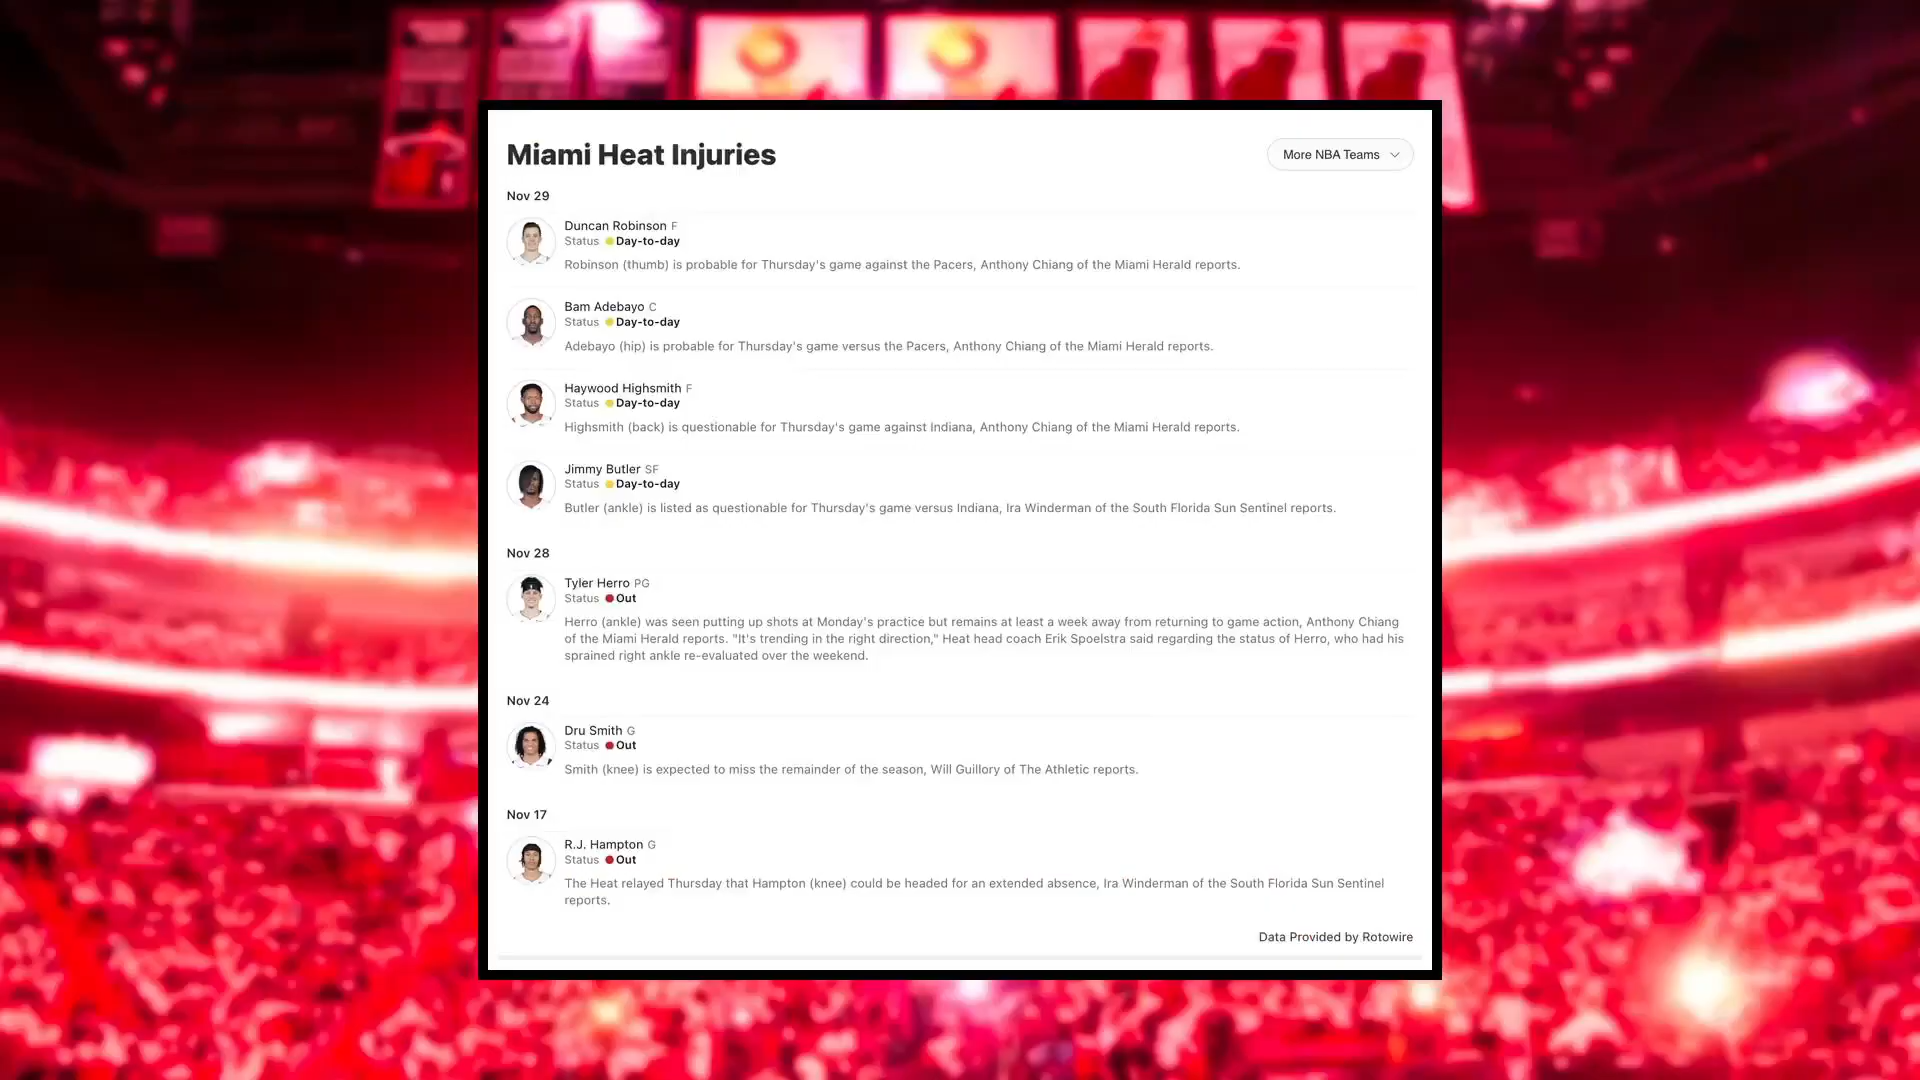 Miami Heat Injuries
More NBA Teams
Nov 29
Duncan Robinson F
Status Day-to-day
Robinson (thumb) is probable for Thursday's game against the Pacers, Anthony Chiang of the Miami Herald reports.
Bam Adebayo C
Status Day-to-day
Adebayo (hip) is probable for Thursday's game versus the Pacers, Anthony Chiang of the Miami Herald reports.
Haywood Highsmith F
Status Day-to-day
Highsmith (back) is questionable for Thursday's game against Indiana, Anthony Chiang of the Miami Herald reports.
Jimmy Butler SF
Status Day-to-day
Butler (ankle) is listed as questionable for Thursday's game versus Indiana, Ira Winderman of the South Florida Sun Sentinel reports.
Nov 28
Tyler Herro PG
Status Out
Herro (ankle) was seen putting up shots at Monday's practice but remains at least a week away from returning to game action, Anthony Chiang
of the Miami Herald reports. "It's trending in the right direction," Heat head coach Erik Spoelstra said regarding the status of Herro, who had his
sprained right ankle re-evaluated over the weekend.
Nov 24
Dru Smith G
Status Out
Smith (knee) is expected to miss the remainder of the season, Will Guillory of The Athletic reports.
Nov 17
R.J. Hampton G
Status Out
The Heat relayed Thursday that Hampton (knee) could be headed for an extended absence, Ira Winderman of the South Florida Sun Sentinel
reports.
Data Provided by Rotowire